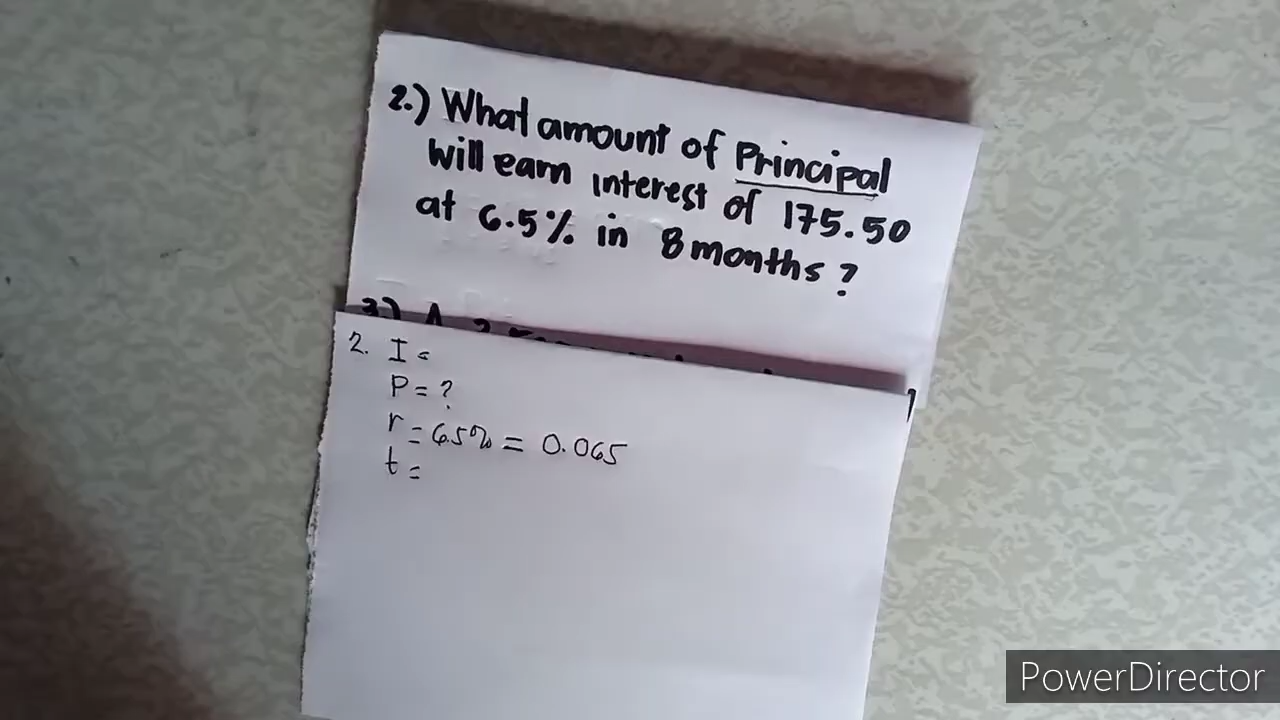 2.) What amount of Principal
will earn interest of 175.50
at 6.5% in 8 months?
2. I =
P = ?
r = 6.5% = 0.065
t =
PowerDirector